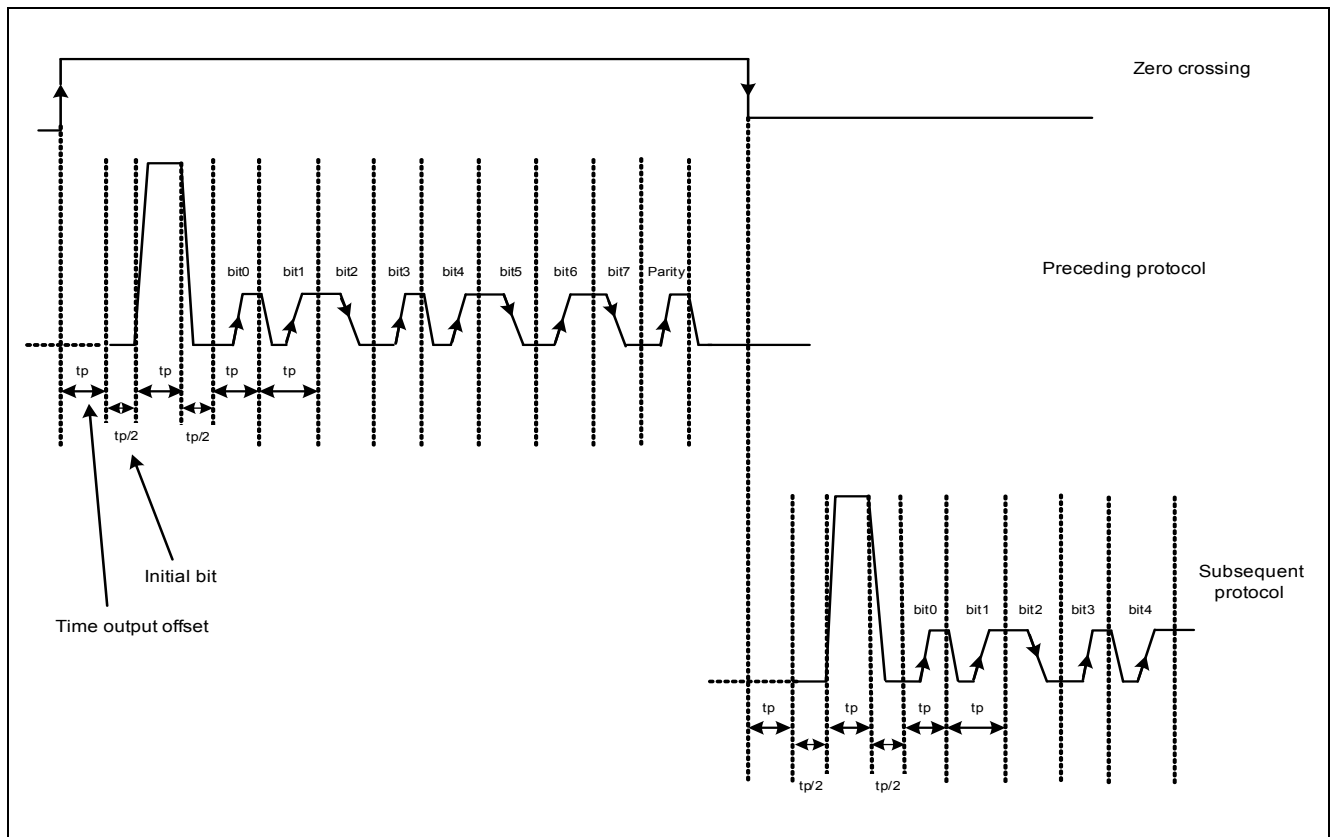 Zero crossing
Preceding protocol
bit0 bit1 bit2 bit3 bit4 bit5 bit6 bit7 Parity
tp tp tp tp
tp/2 tp/2
Initial bit
Time output offset
Subsequent
protocol
bit0 bit1 bit2 bit3 bit4
tp tp tp tp
tp/2 tp/2